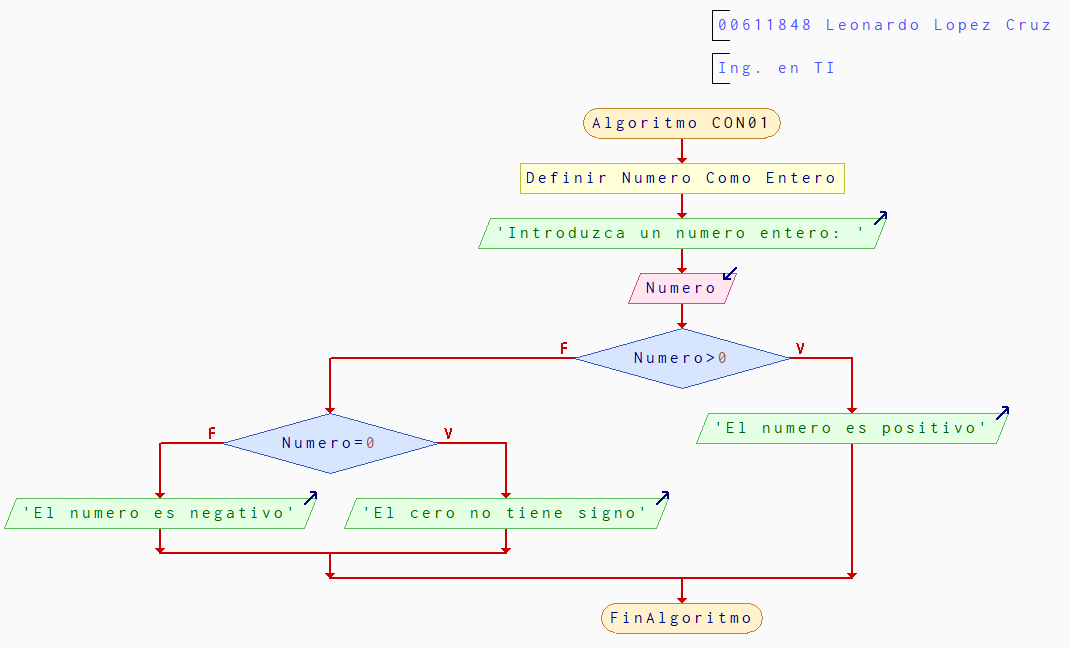 00611848 Leonardo Lopez Cruz
Ing. en TI
Algoritmo CON01
Definir Numero Como Entero
'Introduzca un numero entero: '
Numero
F
V
Numero>0
'El numero es positivo'
F
V
Numero=0
'El numero es negativo'
'El cero no tiene signo'
FinAlgoritmo